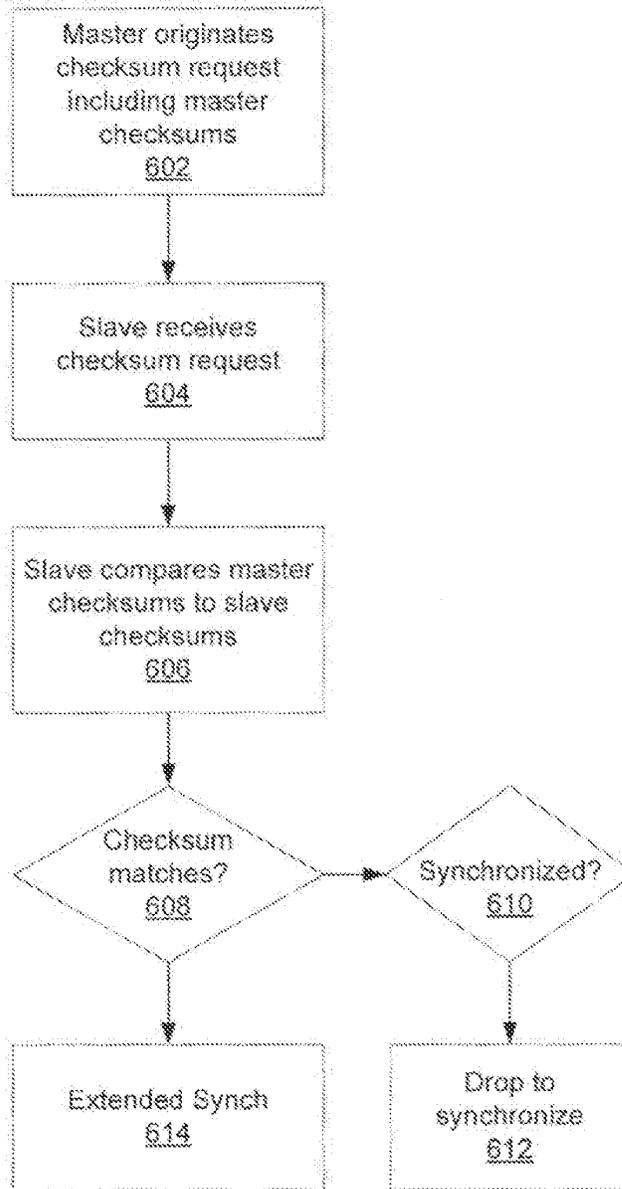 Master originates
checksum request
including master
checksums
602
Slave receives
checksum request
604
Slave compares master
checksums to slave
checksums
606
Checksum
matches?
608
Synchronized?
610
Extended Synch
614
Drop to
synchronize
612